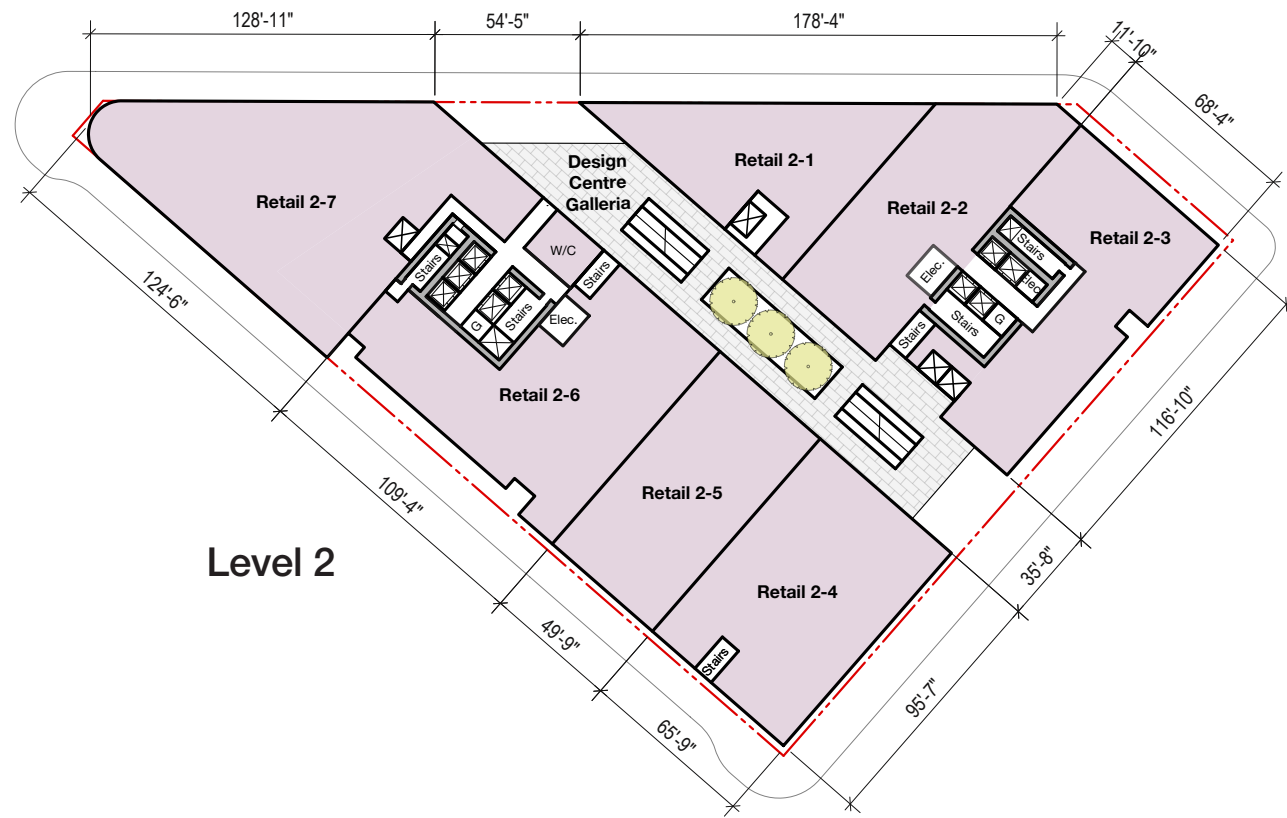 128'-11"
54'-5"
178'-4"
11'-10"
68'-4"
Design
Centre
Galleria
Retail 2-1
Retail 2-7
Retail 2-2
Retail 2-3
W/C
Stairs
Stairs
Stairs
Elec.
Elec.
Stairs
G
Elec.
Stairs
G
Stairs
Stairs
124'-6"
Retail 2-6
116'-10"
Retail 2-5
109'-4"
Level 2
35'-8"
Retail 2-4
49'-9"
Stairs
95'-7"
65'-9"